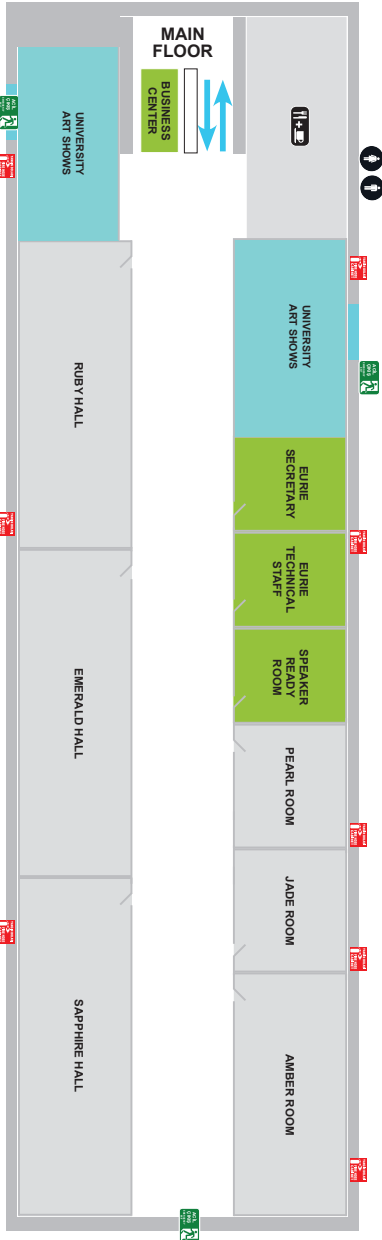 MAIN
FLOOR
BUSINESS
CENTER
UNIVERSITY
ART SHOWS
RUBY HALL
EMERALD HALL
SAPPHIRE HALL
UNIVERSITY
ART SHOWS
EURIE
SECRETARY
EURIE
TECHNICAL
STAFF
SPEAKER
READY
ROOM
PEARL ROOM
JADE ROOM
AMBER ROOM